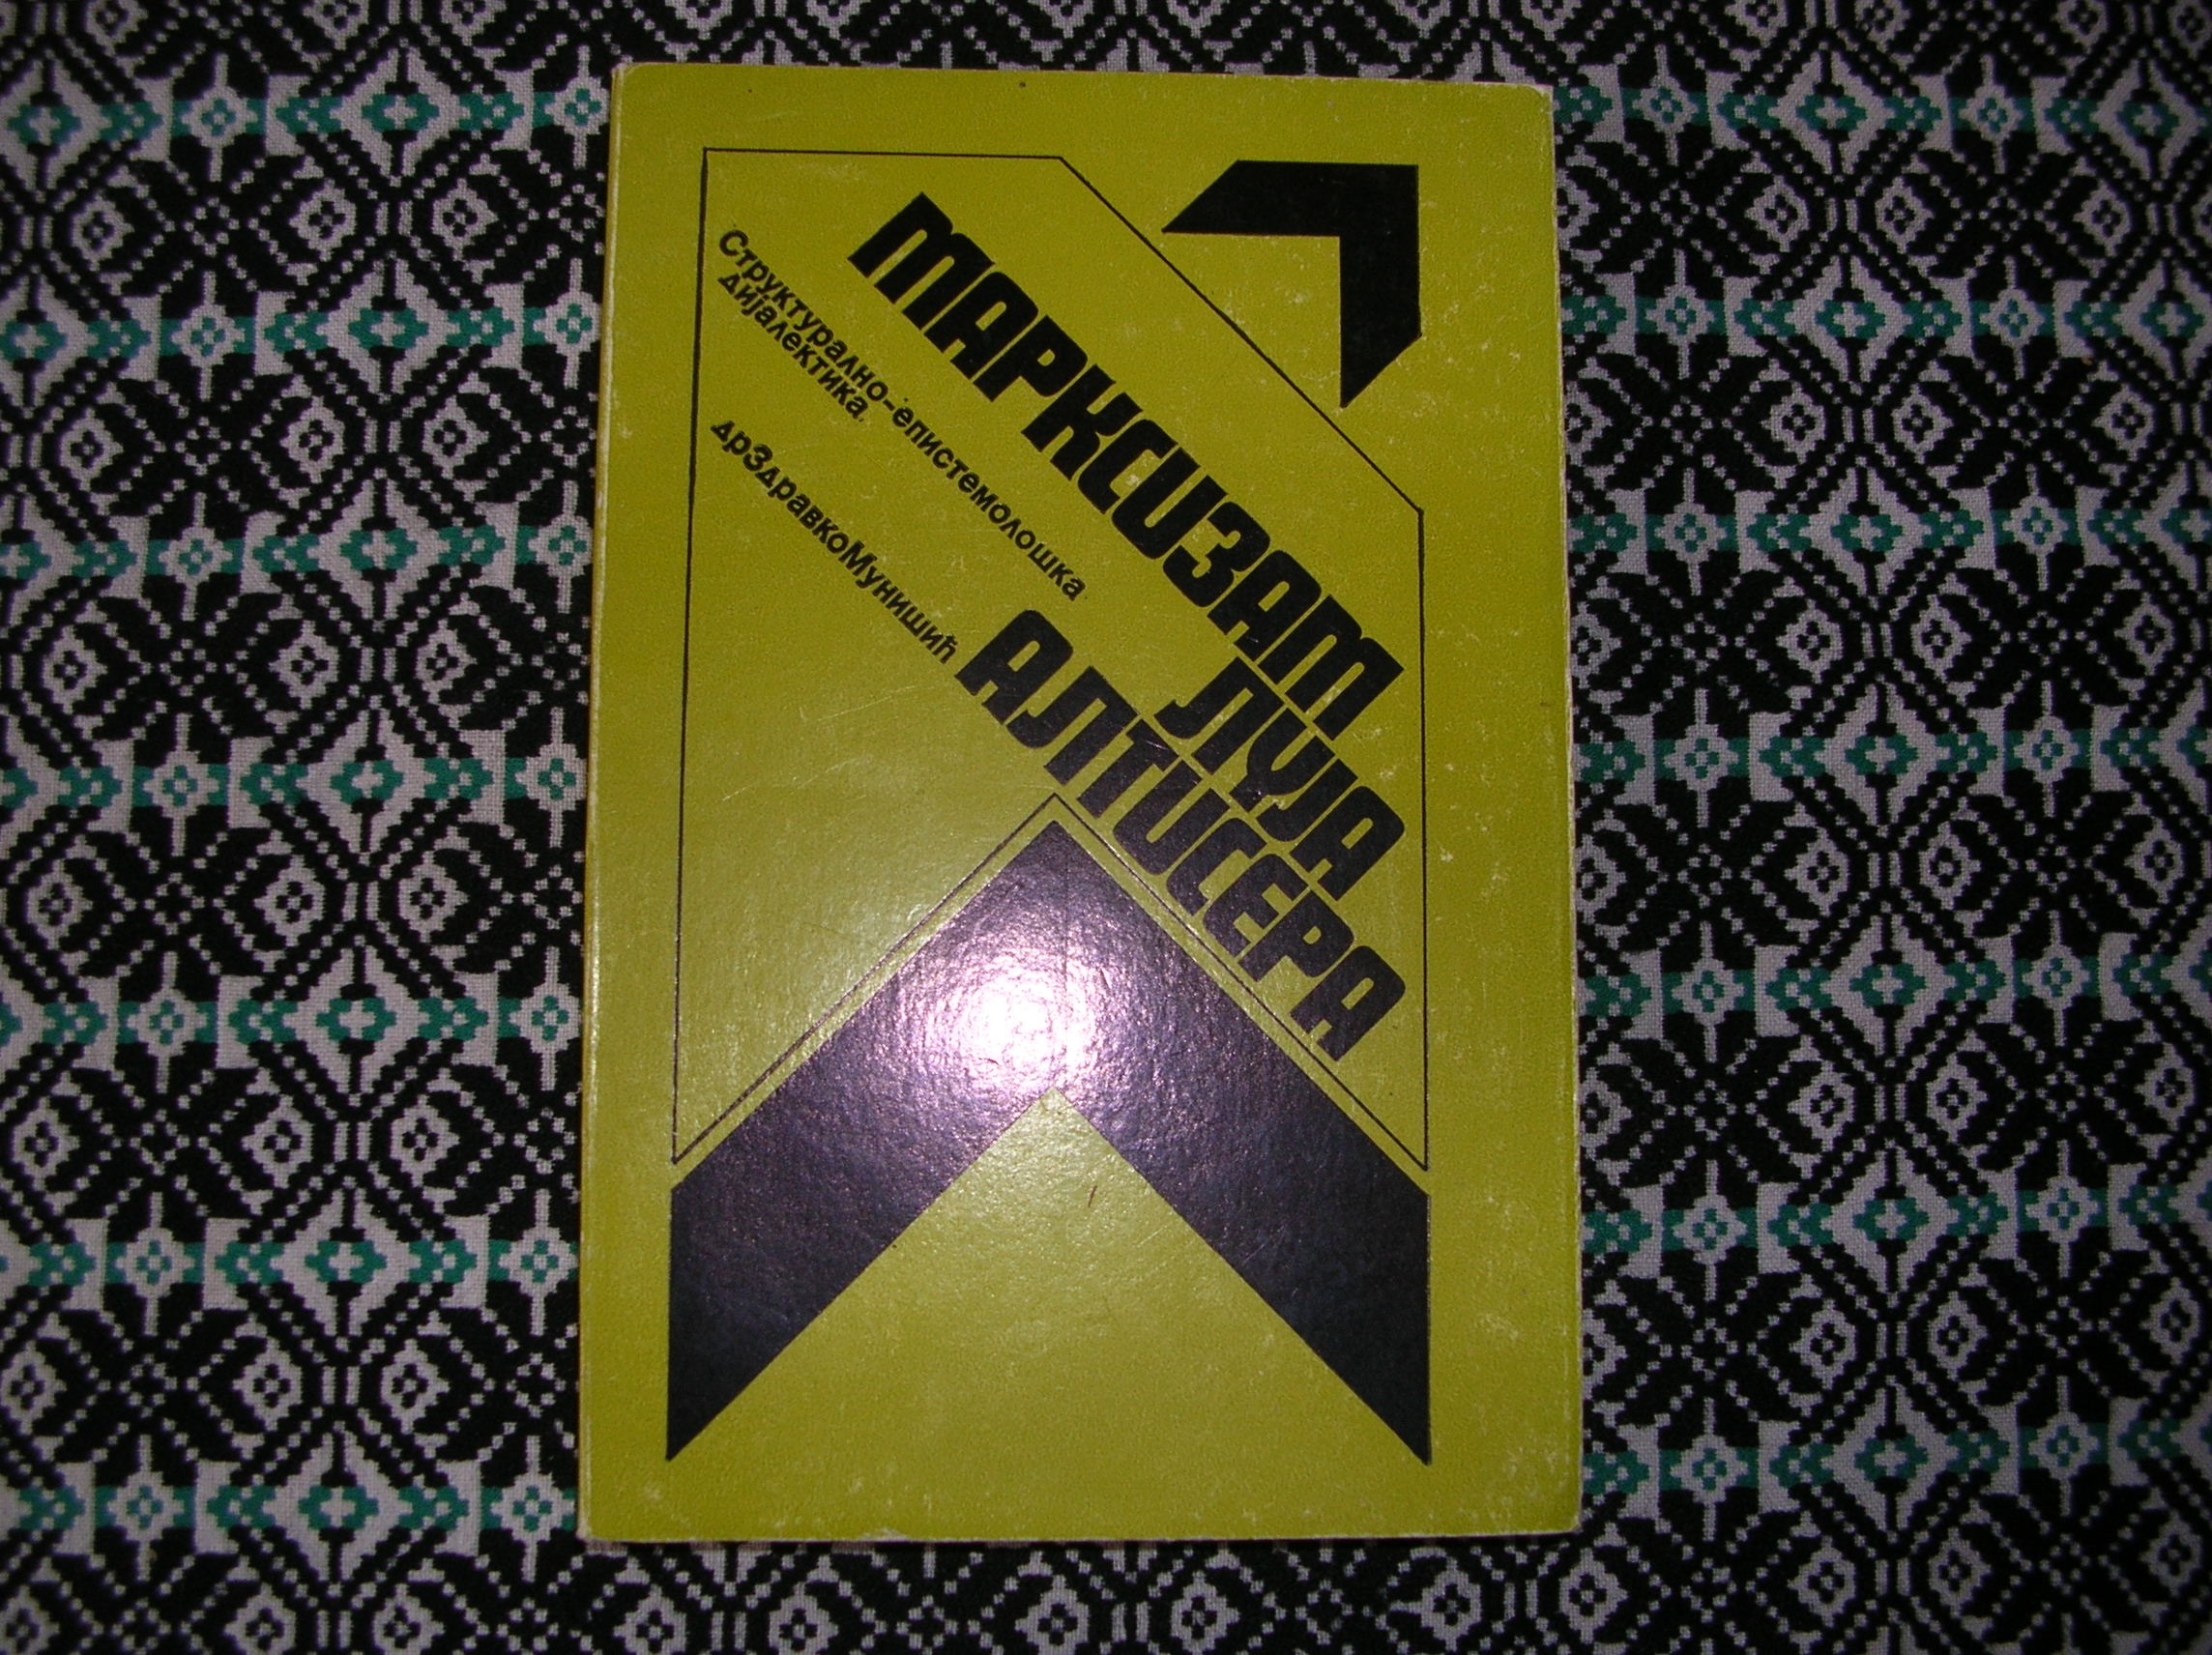 МАРКСИЗАМ
ЛУЈА
АЛТИСЕРА
Структурално-епистемолошка
дијалектика.
дрЗдравкоМунишић